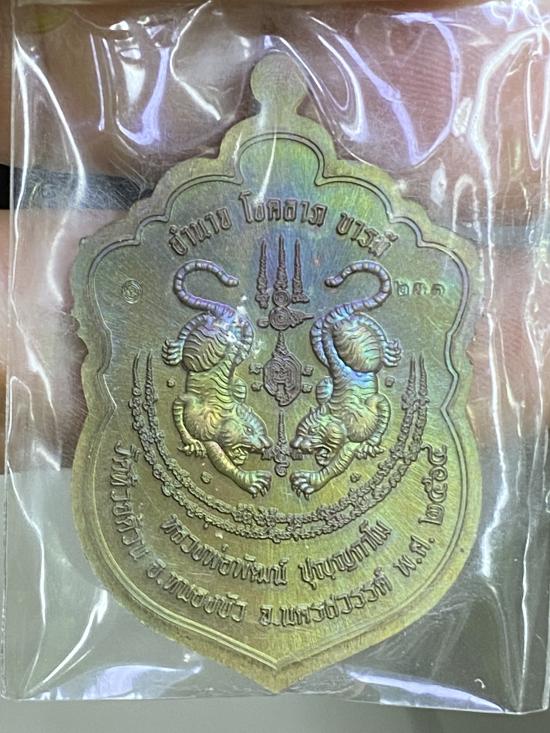 อำนาจ โชคลาภ บารมี
๒๕๑
หลวงพ่อพัฒน์ ปุญญกาโม
วัดห้วยด้วน อ.หนองบัว จ.นครสวรรค์ พ.ศ. ๒๕๖๔